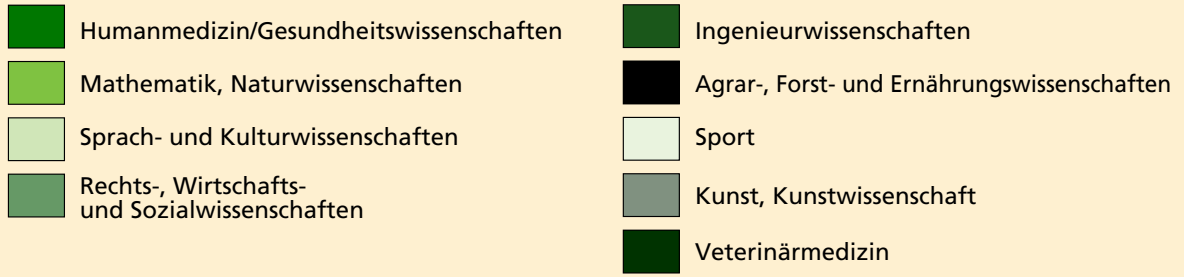 Humanmedizin/Gesundheitswissenschaften
Mathematik, Naturwissenschaften
Sprach- und Kulturwissenschaften
Rechts-, Wirtschafts-
und Sozialwissenschaften
Ingenieurwissenschaften
Agrar-, Forst- und Ernährungswissenschaften
Sport
Kunst, Kunstwissenschaft
Veterinärmedizin